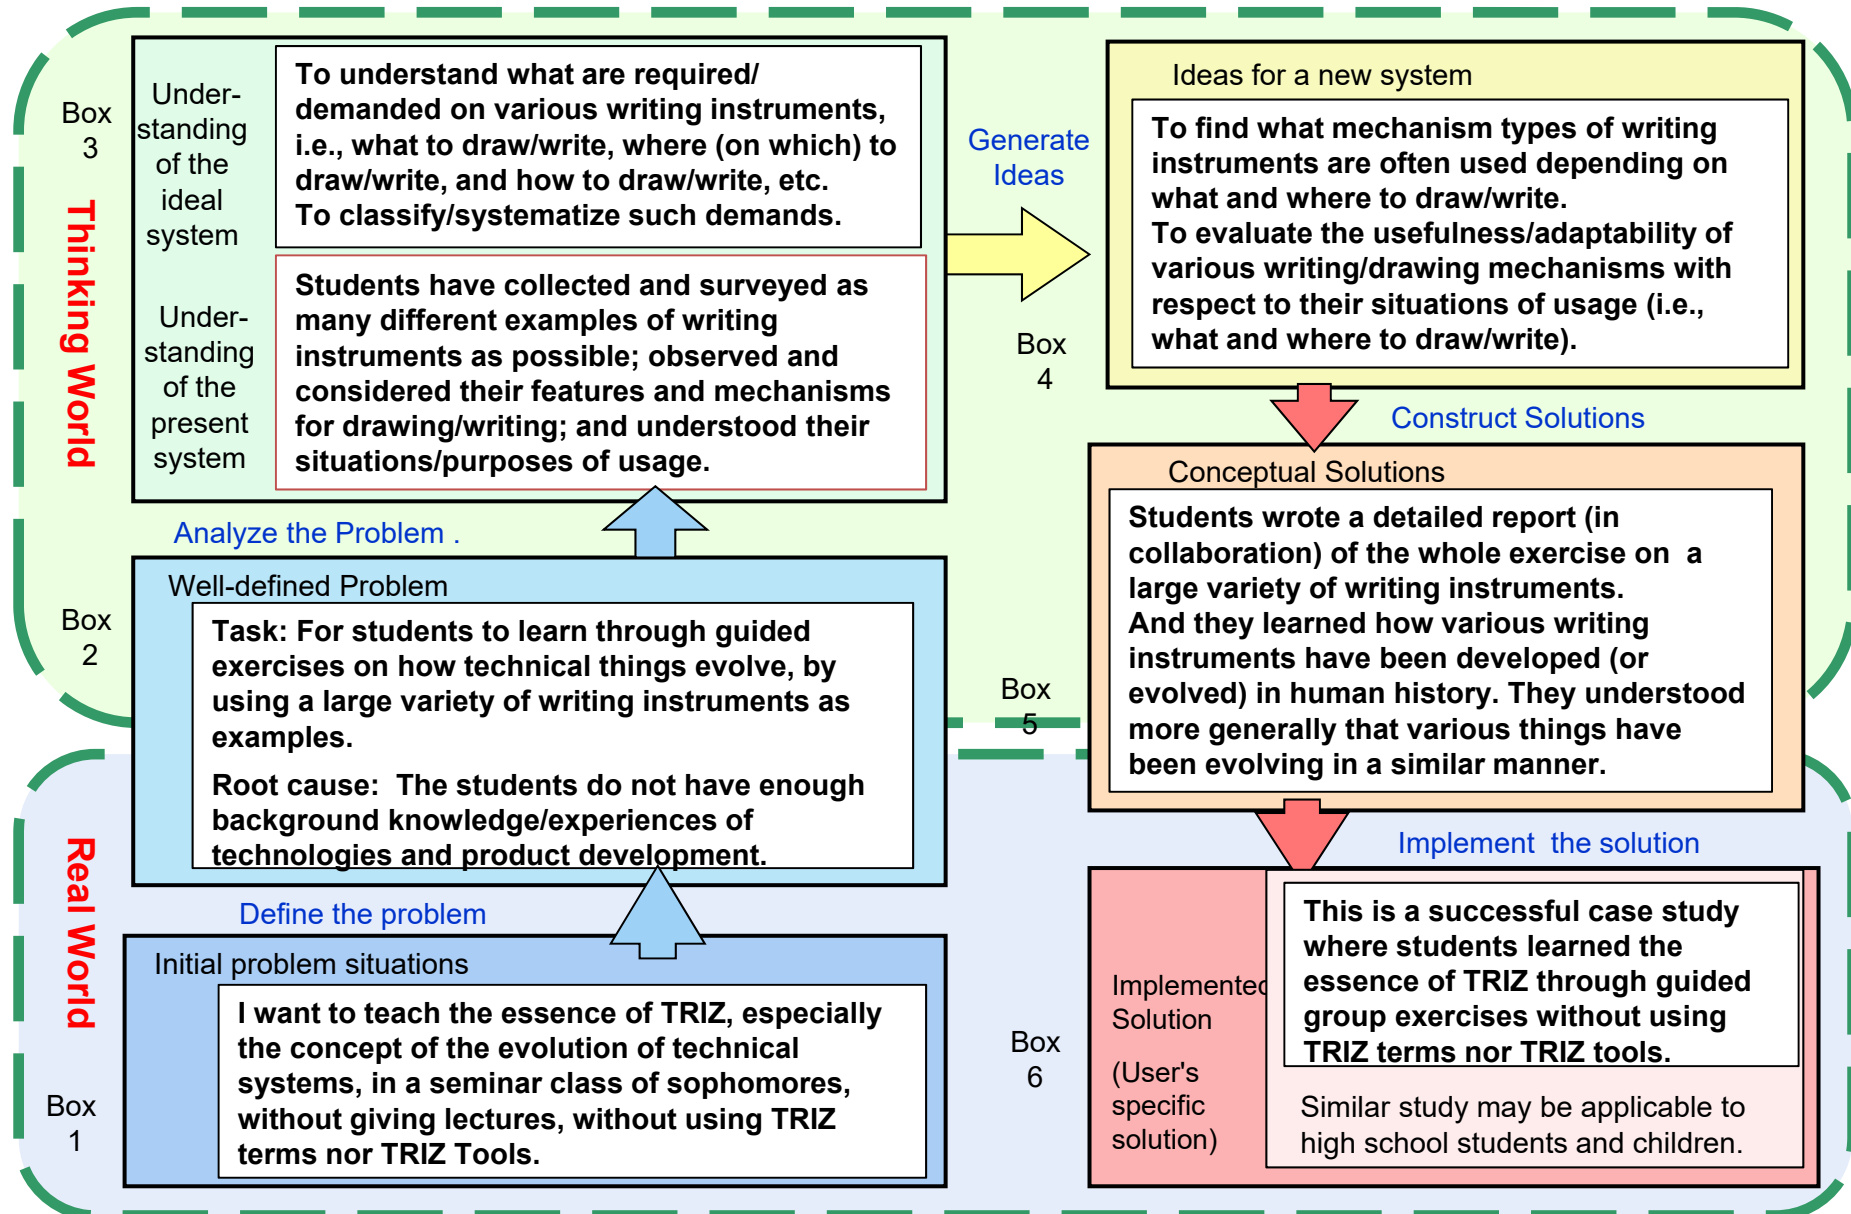 Box
3
Under-
standing
of the
ideal
system
To understand what are required/
demanded on various writing instruments,
i.e., what to draw/write, where (on which) to
draw/write, and how to draw/write, etc.
To classify/systematize such demands.
Under-
standing
of the
present
system
Students have collected and surveyed as
many different examples of writing
instruments as possible; observed and
considered their features and mechanisms
for drawing/writing; and understood their
situations/purposes of usage.
Thinking World
Generate
Ideas
Box
4
Ideas for a new system
To find what mechanism types of writing
instruments are often used depending on
what and where to draw/write.
To evaluate the usefulness/adaptability of
various writing/drawing mechanisms with
respect to their situations of usage (i.e.,
what and where to draw/write).
Construct Solutions
Analyze the Problem .
Box
2
Well-defined Problem
Task: For students to learn through guided
exercises on how technical things evolve, by
using a large variety of writing instruments as
examples.
Root cause:  The students do not have enough
background knowledge/experiences of
technologies and product development.
Box
5
Conceptual Solutions
Students wrote a detailed report (in
collaboration) of the whole exercise on  a
large variety of writing instruments.
And they learned how various writing
instruments have been developed (or
evolved) in human history. They understood
more generally that various things have
been evolving in a similar manner.
Implement  the solution
Real World
Define the problem
Box
1
Initial problem situations
I want to teach the essence of TRIZ, especially
the concept of the evolution of technical
systems, in a seminar class of sophomores,
without giving lectures, without using TRIZ
terms nor TRIZ Tools.
Box
6
Implemented
Solution
(User's
specific
solution)
This is a successful case study
where students learned the
essence of TRIZ through guided
group exercises without using
TRIZ terms nor TRIZ tools.
Similar study may be applicable to
high school students and children.